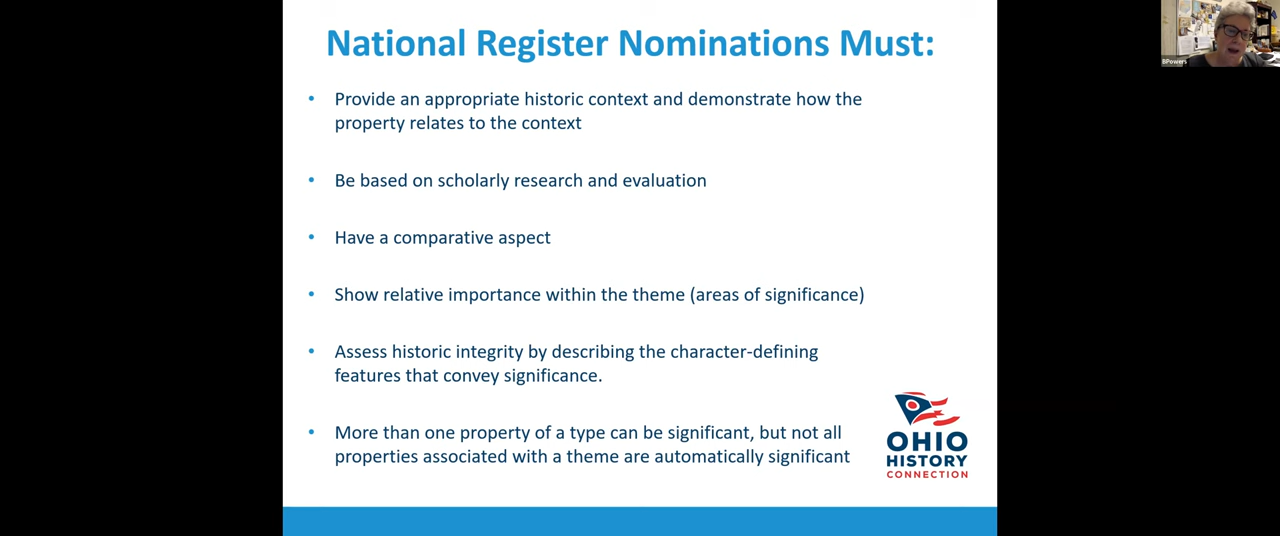 National Register Nominations Must:
• Provide an appropriate historic context and demonstrate how the
property relates to the context
• Be based on scholarly research and evaluation
• Have a comparative aspect
• Show relative importance within the theme (areas of significance)
• Assess historic integrity by describing the character-defining
features that convey significance.
• More than one property of a type can be significant, but not all
properties associated with a theme are automatically significant
OHIO
HISTORY
CONNECTION
BPowers